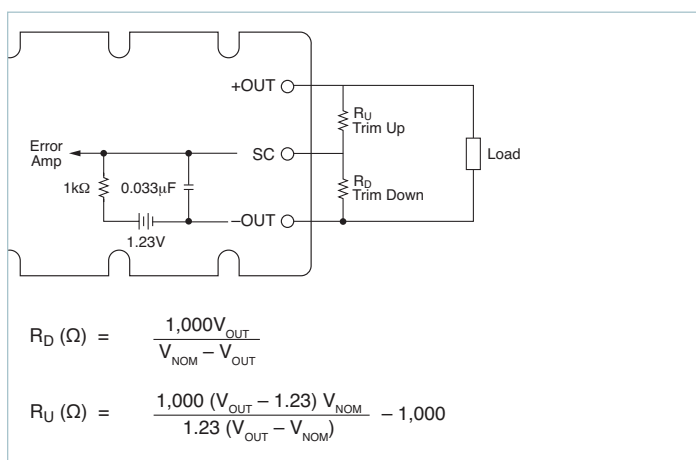 +OUT
R_U
Trim Up
Error
Amp
SC
Load
1kΩ
0.033µF
R_D
Trim Down
–OUT
1.23V
R_D (Ω) = 1,000V_OUT / V_NOM – V_OUT
R_U (Ω) = 1,000 (V_OUT – 1.23) V_NOM / 1.23 (V_OUT – V_NOM) – 1,000